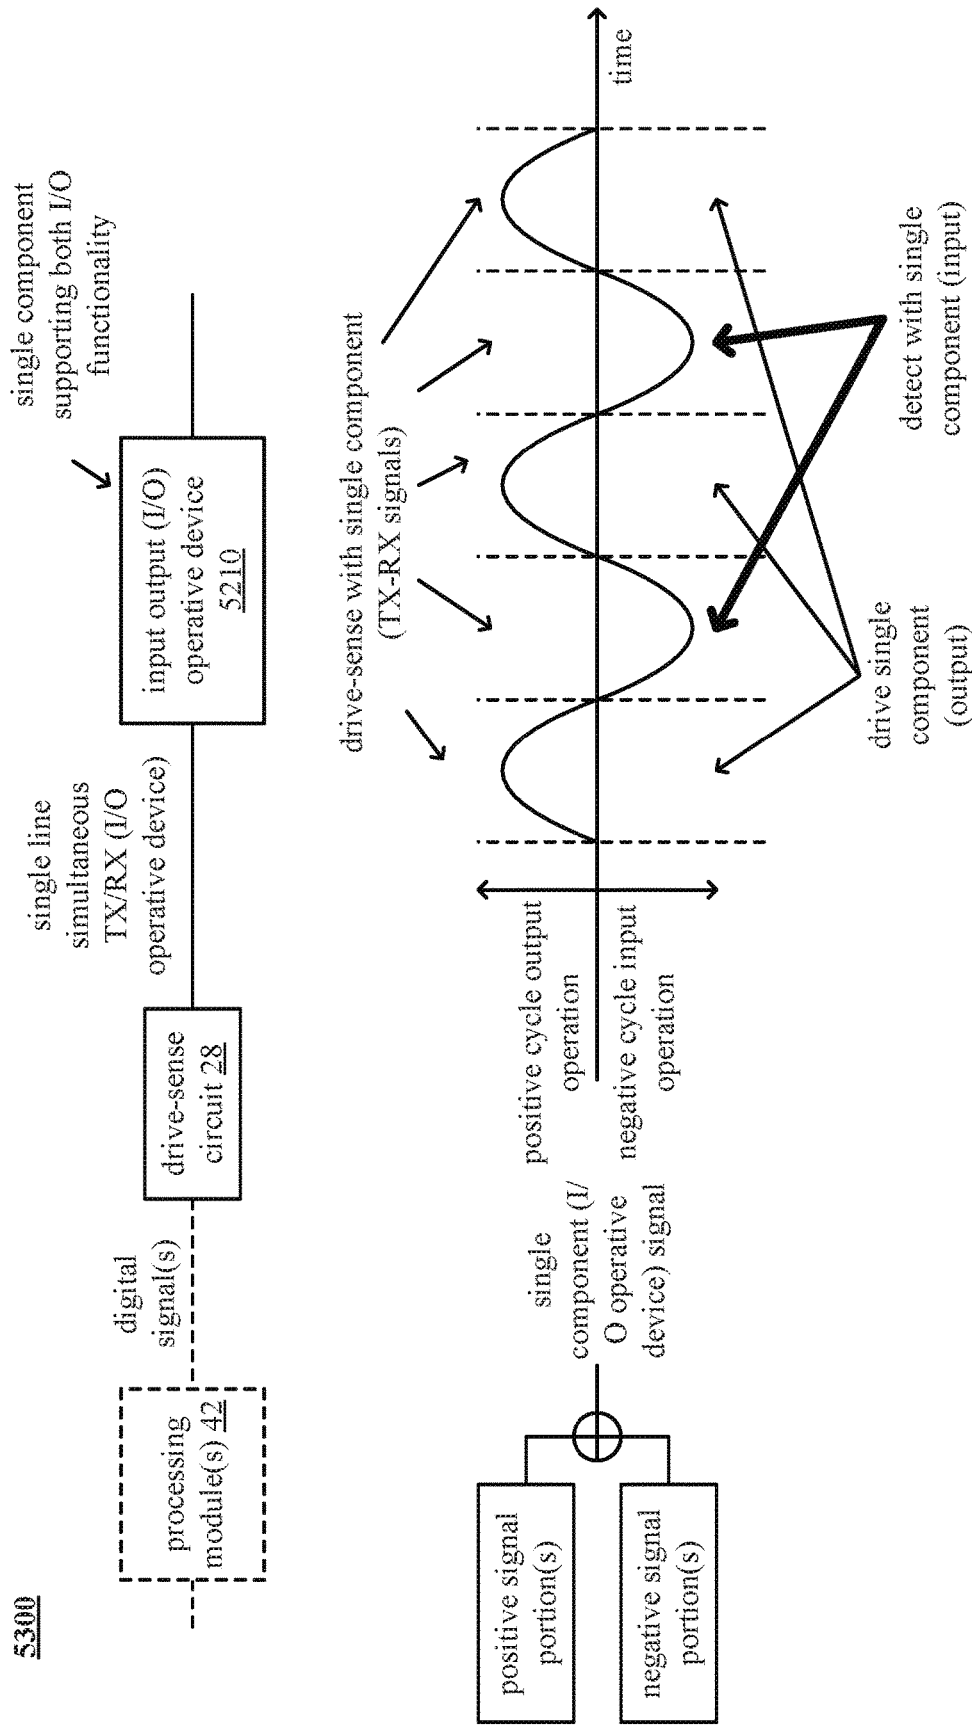 5300
processing
module(s) 42
digital
signal(s)
drive-sense
circuit 28
single line
simultaneous
TX/RX (I/O
operative device)
input output (I/O)
operative device
5210
single component
supporting both I/O
functionality
positive signal
portion(s)
negative signal
portion(s)
single
component (I/
O operative
device) signal
positive cycle output
operation
negative cycle input
operation
drive-sense with single component
(TX-RX signals)
time
drive single
component
(output)
detect with single
component (input)